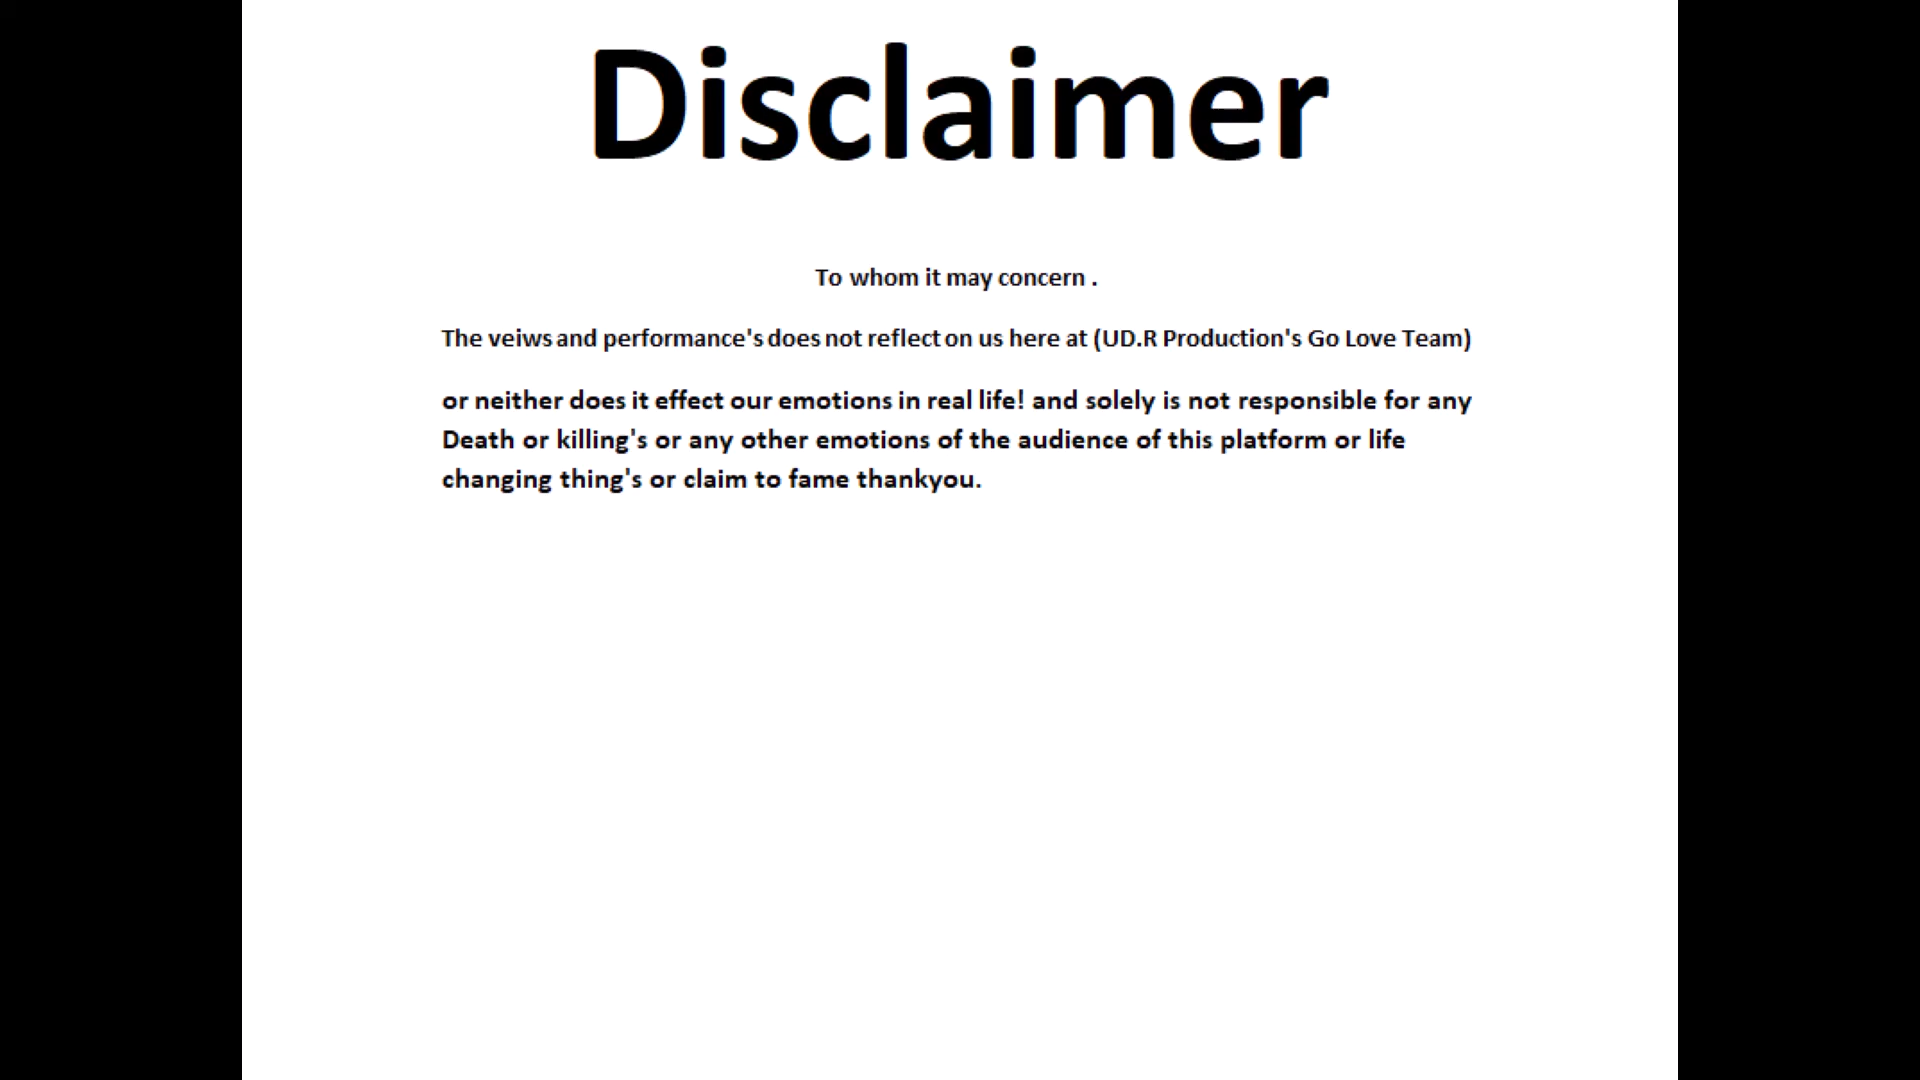 Disclaimer
To whom it may concern .
The veiws and performance's does not reflect on us here at (UD.R Production's Go Love Team)
or neither does it effect our emotions in real life! and solely is not responsible for any
Death or killing's or any other emotions of the audience of this platform or life
changing thing's or claim to fame thankyou.